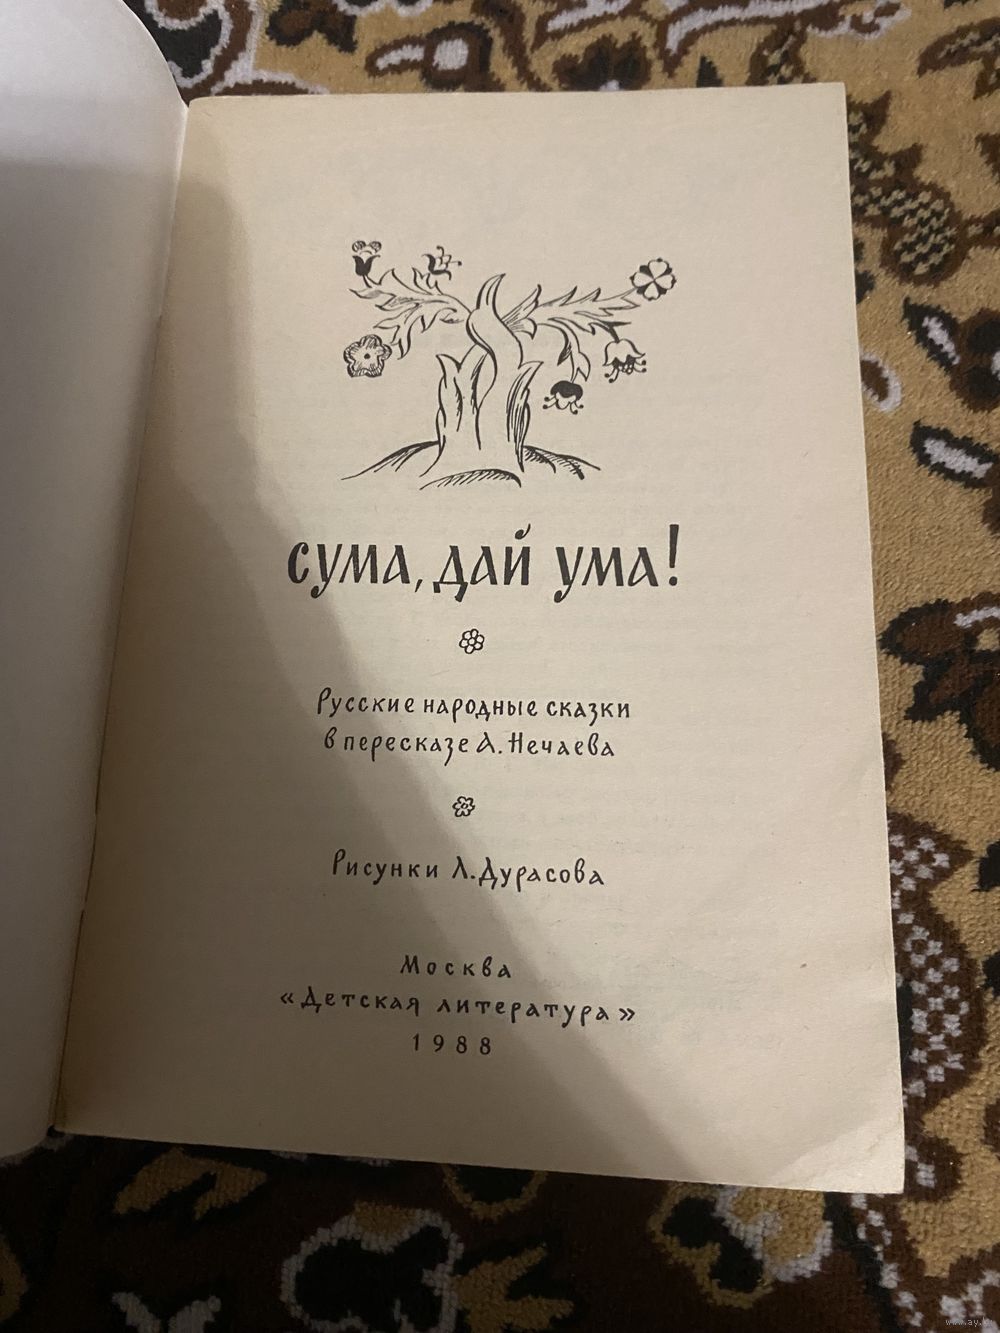 сума, дай ума!
Русские народные сказки
в пересказе А. Нечаева
Рисунки Л. Дурасова
Москва
«Детская литература»
1988